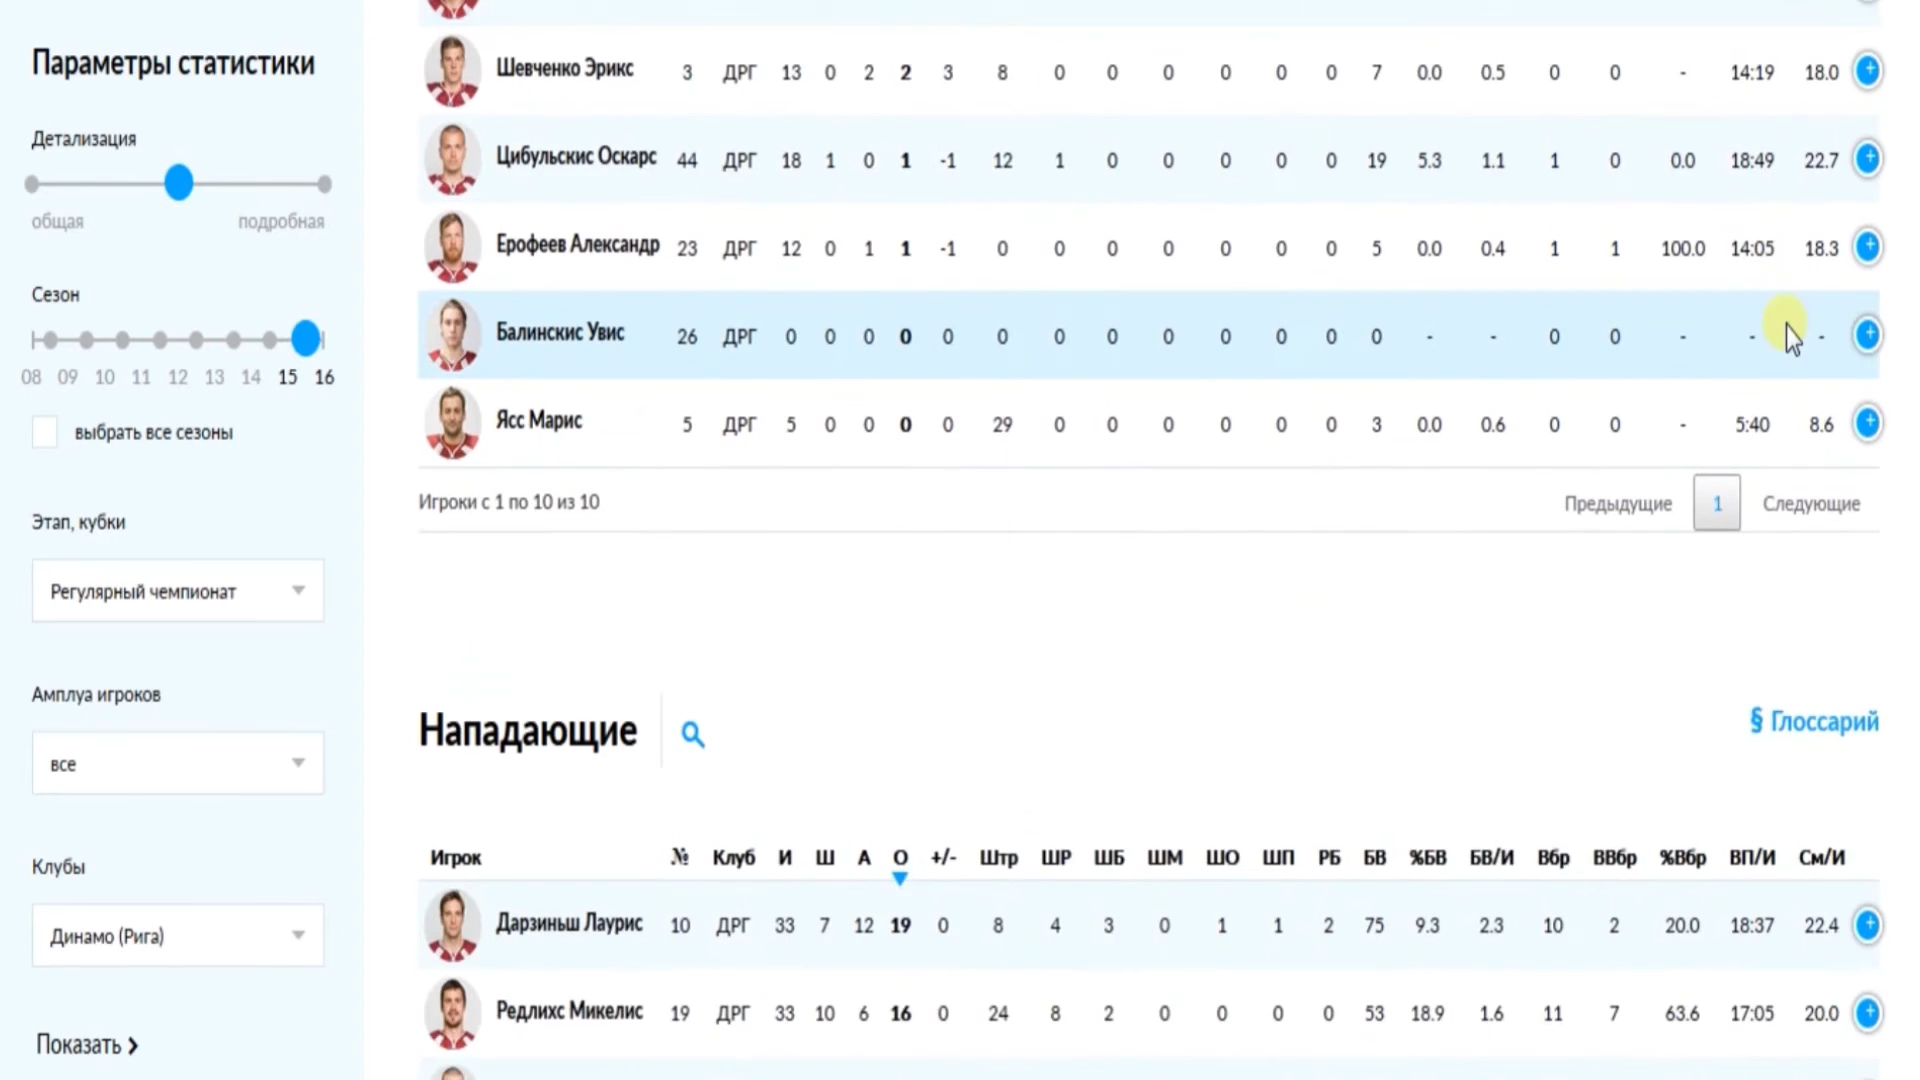 Параметры статистики
Детализация
общая подробная
Сезон
08 09 10 11 12 13 14 15 16
выбрать все сезоны
Этап, кубки
Регулярный чемпионат
Амплуа игроков
все
Клубы
Динамо (Рига)
Показать
Шевченко Эрикс 3 ДРГ 13 0 2 2 3 8 0 0 0 0 0 0 7 0.0 0.5 0 0 - 14:19 18.0
Цибульскис Оскарс 44 ДРГ 18 1 0 1 -1 12 1 0 0 0 0 0 19 5.3 1.1 1 0 0.0 18:49 22.7
Ерофеев Александр 23 ДРГ 12 0 1 1 -1 0 0 0 0 0 0 0 5 0.0 0.4 1 1 100.0 14:05 18.3
Балинскис Увис 26 ДРГ 0 0 0 0 0 0 0 0 0 0 0 0 0 - - 0 0 - - -
Ясс Марис 5 ДРГ 5 0 0 0 0 29 0 0 0 0 0 0 3 0.0 0.6 0 0 - 5:40 8.6
Игроки с 1 по 10 из 10 Предыдущие 1 Следующие
Нападающие § Глоссарий
Игрок № Клуб И Ш А О +/- Штр ШР ШБ ШМ ШО ШП РБ БВ %БВ БВ/И Вбр ВВбр %Вбр ВП/И См/И
Дарзиньш Лаурис 10 ДРГ 33 7 12 19 0 8 4 3 0 1 1 2 75 9.3 2.3 10 2 20.0 18:37 22.4
Редлихс Микелис 19 ДРГ 33 10 6 16 0 24 8 2 0 0 0 0 53 18.9 1.6 11 7 63.6 17:05 20.0